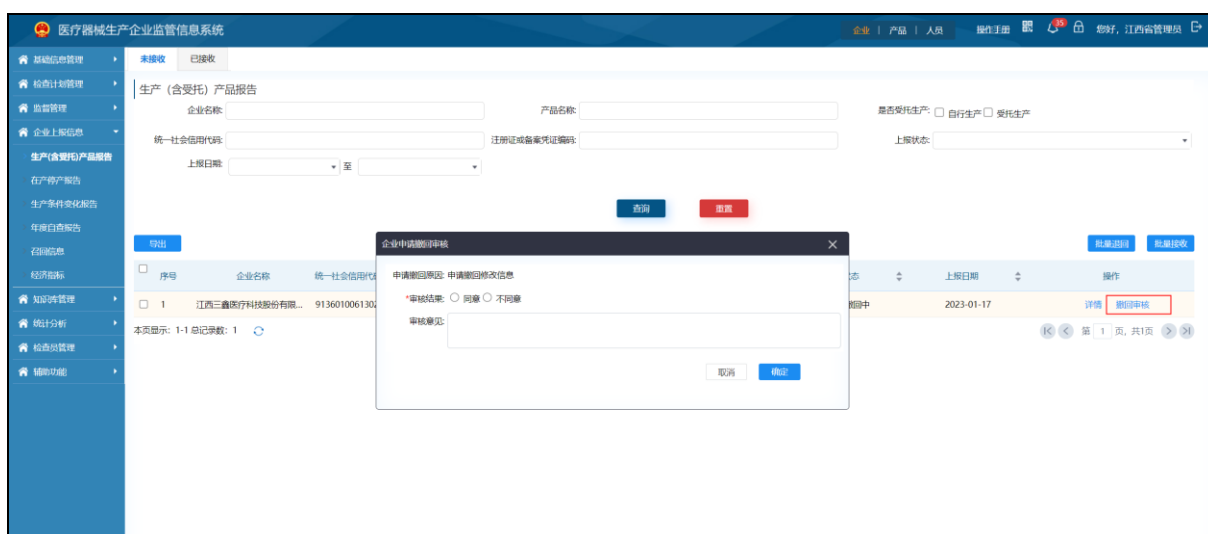 医疗器械生产企业监管信息系统
企业 | 产品 | 人员 操作手册 35 您好，江西省管理员
基础信息管理
检查计划管理
监督管理
企业上报信息
生产(含受托)产品报告
在产停产报告
生产条件变化报告
年度自查报告
召回信息
经济指标
知识库管理
统计分析
检查员管理
辅助功能
未接收 已接收
生产（含受托）产品报告
企业名称: 产品名称: 是否受托生产: 自行生产 受托生产
统一社会信用代码: 注册证或备案凭证编码: 上报状态:
上报日期: 至
查询 重置
导出 批量退回 批量接收
序号 企业名称 统一社会信用代 态 上报日期 操作
1 江西三鑫医疗科技股份有限... 9136010061302 撤回中 2023-01-17 详情 撤回审核
本页显示: 1-1 总记录数: 1 第 1 页, 共1页
企业申请撤回审核
申请撤回原因: 申请撤回修改信息
*审核结果: 同意 不同意
审核意见:
取消 确定